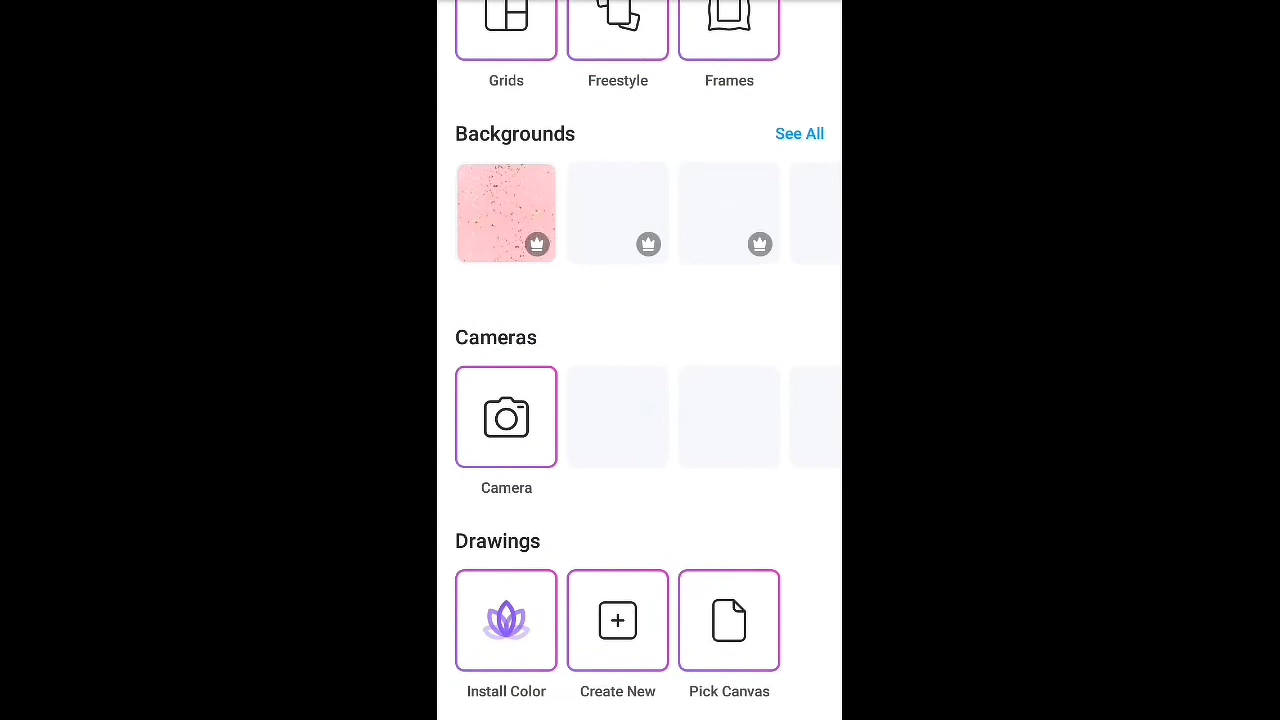 Grids Freestyle Frames
Backgrounds See All
Cameras
Camera
Drawings
Install Color Create New Pick Canvas